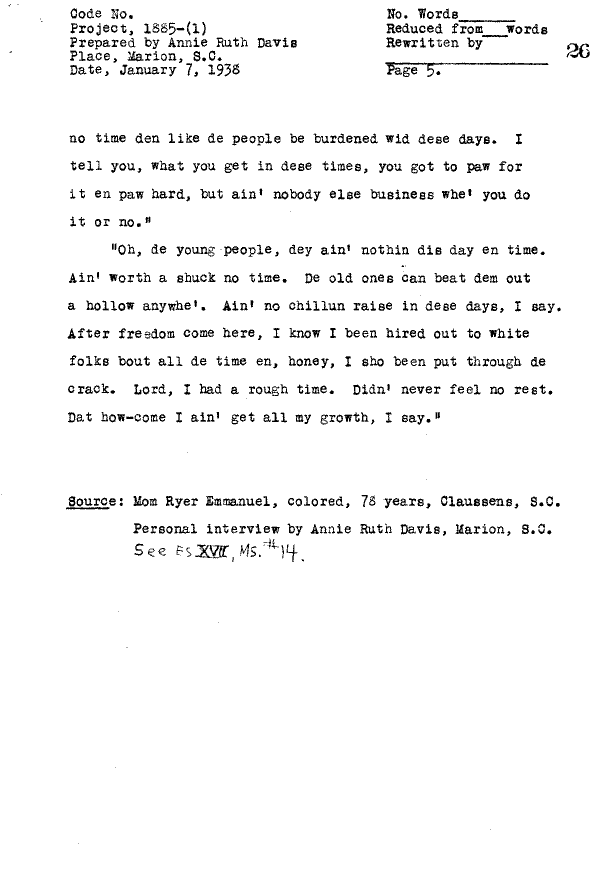 Code No.
Project, 1885-(1)
Prepared by Annie Ruth Davis
Place, Marion, S.C.
Date, January 7, 1938
No. Words______
Reduced from___words
Rewritten by
Page 5.
26
no time den like de people be burdened wid dese days. I
tell you, what you get in dese times, you got to paw for
it en paw hard, but ain' nobody else business whe' you do
it or no."
"Oh, de young people, dey ain' nothin dis day en time.
Ain' worth a shuck no time. De old ones can beat dem out
a hollow anywhe'. Ain' no chillun raise in dese days, I say.
After freedom come here, I know I been hired out to white
folks bout all de time en, honey, I sho been put through de
crack. Lord, I had a rough time. Didn' never feel no rest.
Dat how-come I ain' get all my growth, I say."
Source: Mom Ryer Emmanuel, colored, 78 years, Claussens, S.C.
Personal interview by Annie Ruth Davis, Marion, S.C.
See ES XVII, Ms. #14.